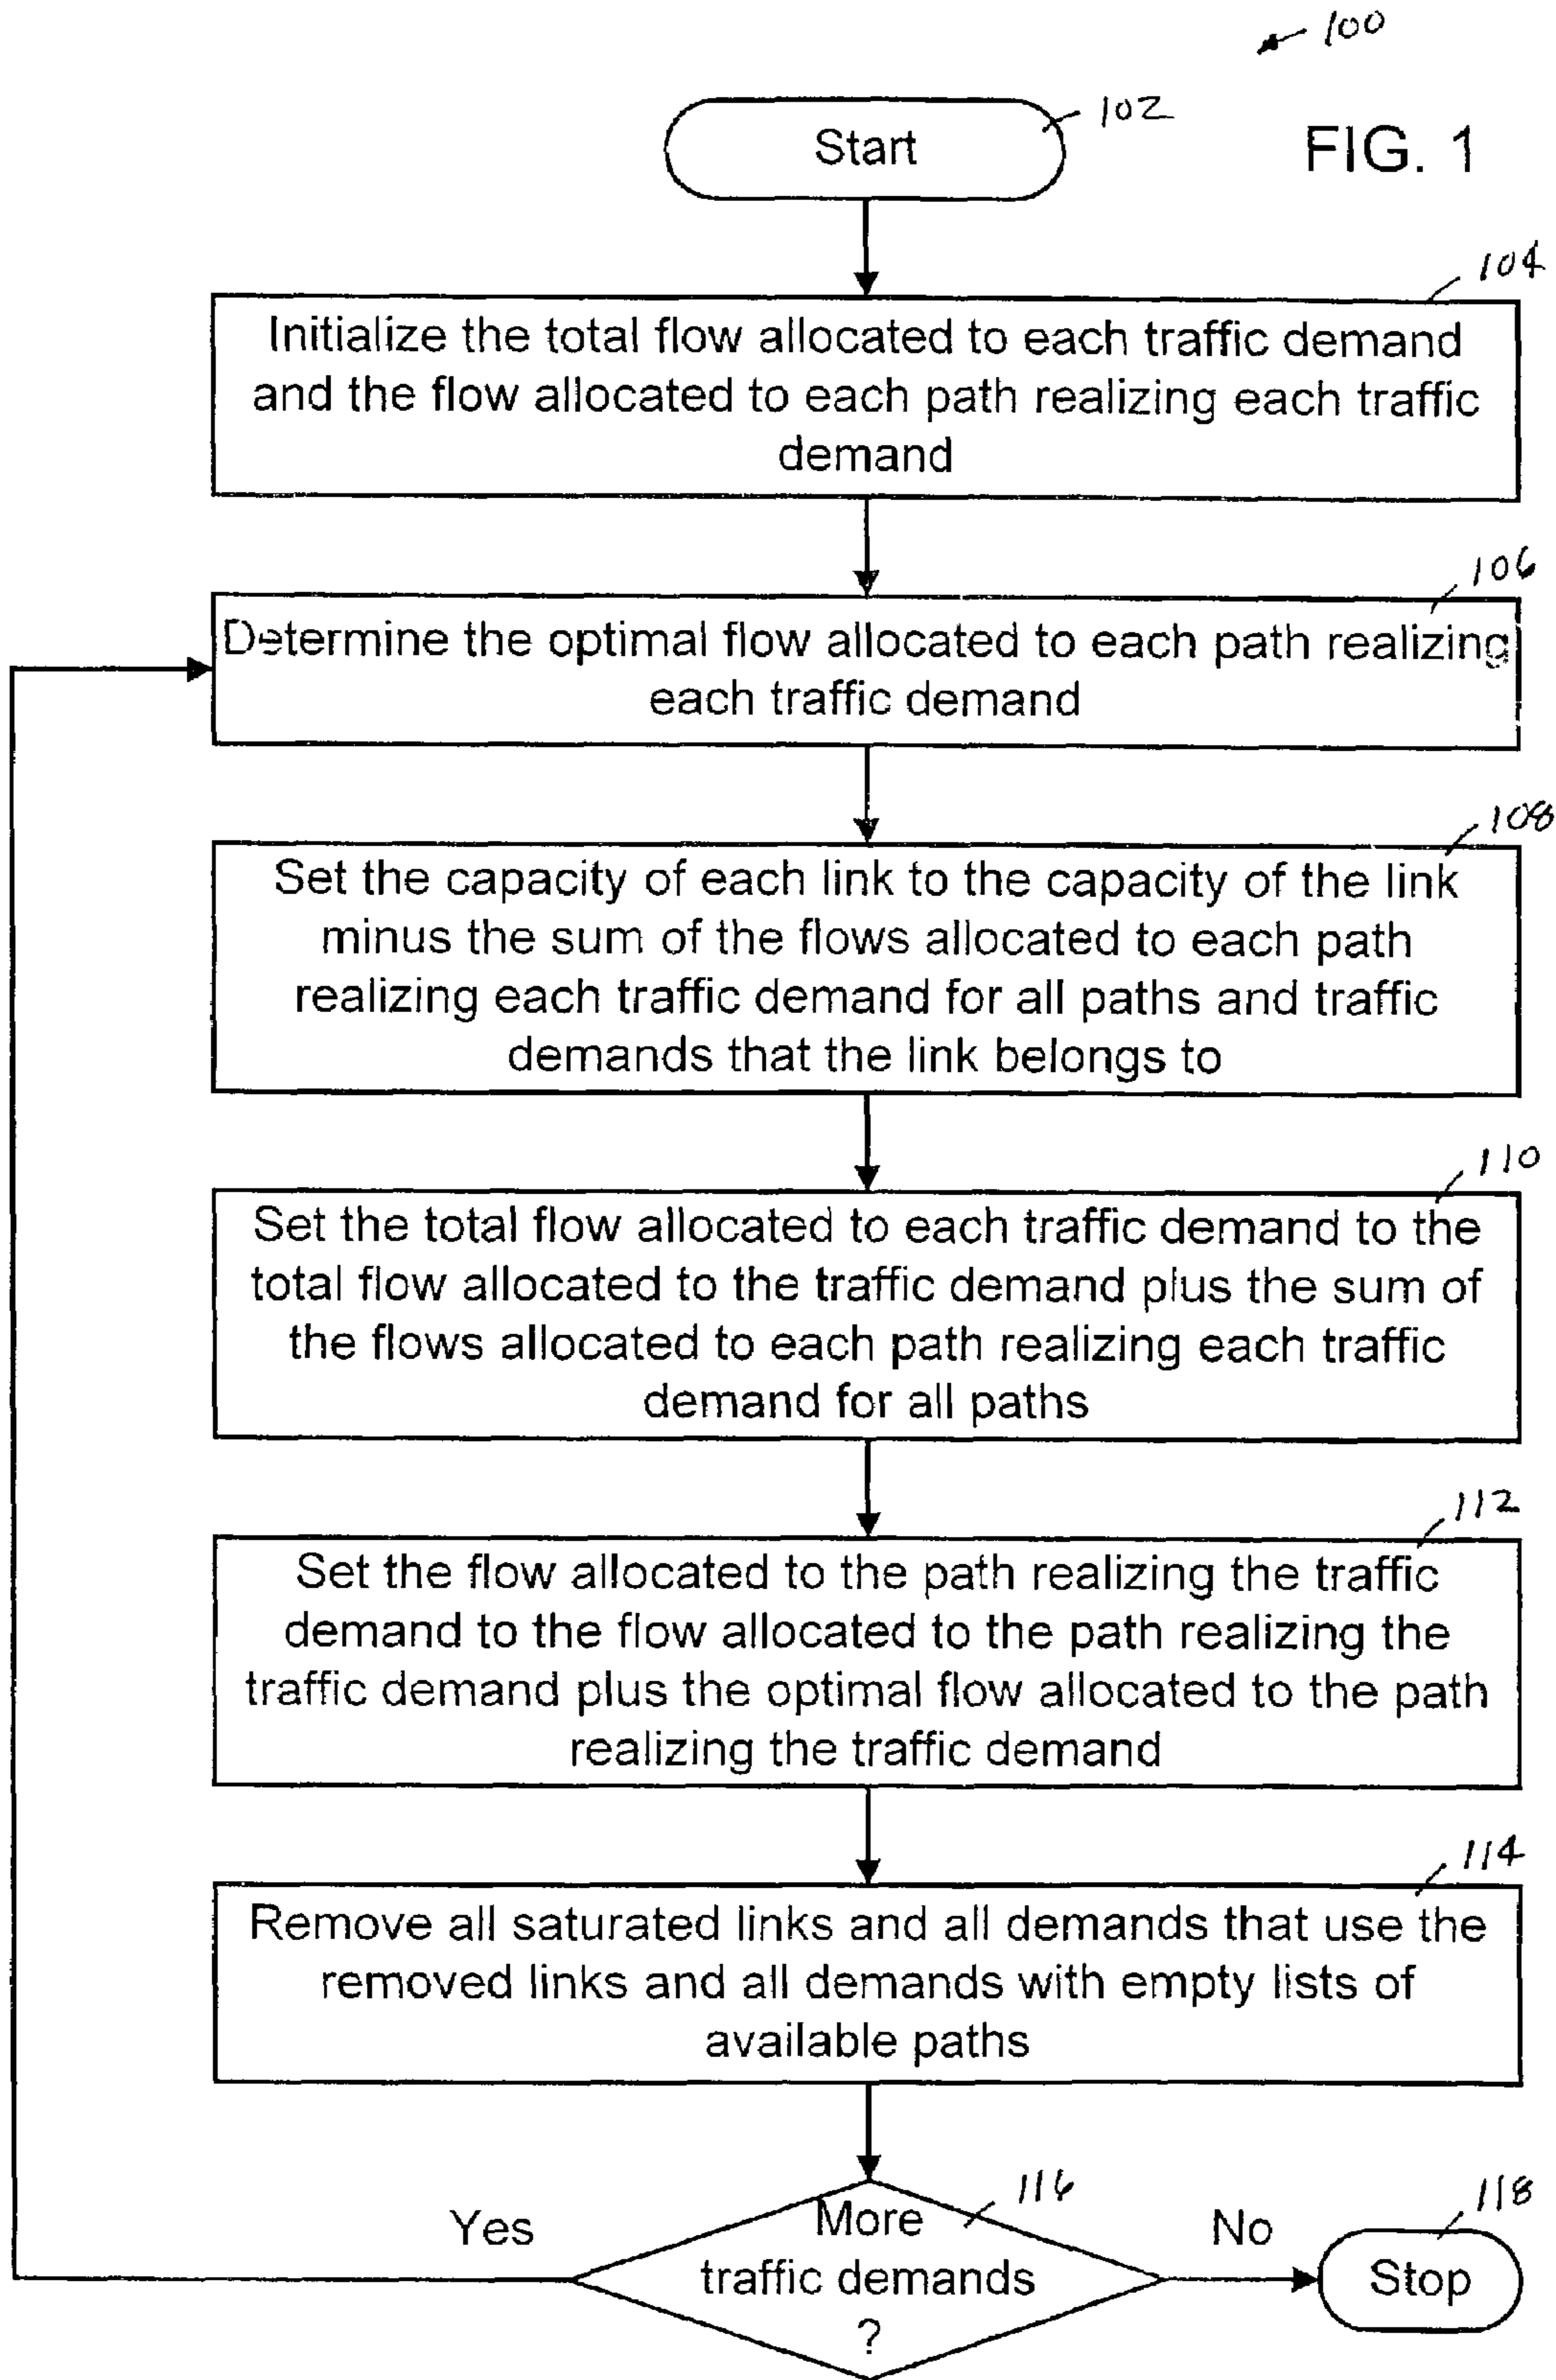 100
102
Start
FIG. 1
104
Initialize the total flow allocated to each traffic demand
and the flow allocated to each path realizing each traffic
demand
106
Determine the optimal flow allocated to each path realizing
each traffic demand
108
Set the capacity of each link to the capacity of the link
minus the sum of the flows allocated to each path
realizing each traffic demand for all paths and traffic
demands that the link belongs to
110
Set the total flow allocated to each traffic demand to the
total flow allocated to the traffic demand plus the sum of
the flows allocated to each path realizing each traffic
demand for all paths
112
Set the flow allocated to the path realizing the traffic
demand to the flow allocated to the path realizing the
traffic demand plus the optimal flow allocated to the path
realizing the traffic demand
114
Remove all saturated links and all demands that use the
removed links and all demands with empty lists of
available paths
116
118
Yes
More
No
traffic demands
Stop
?